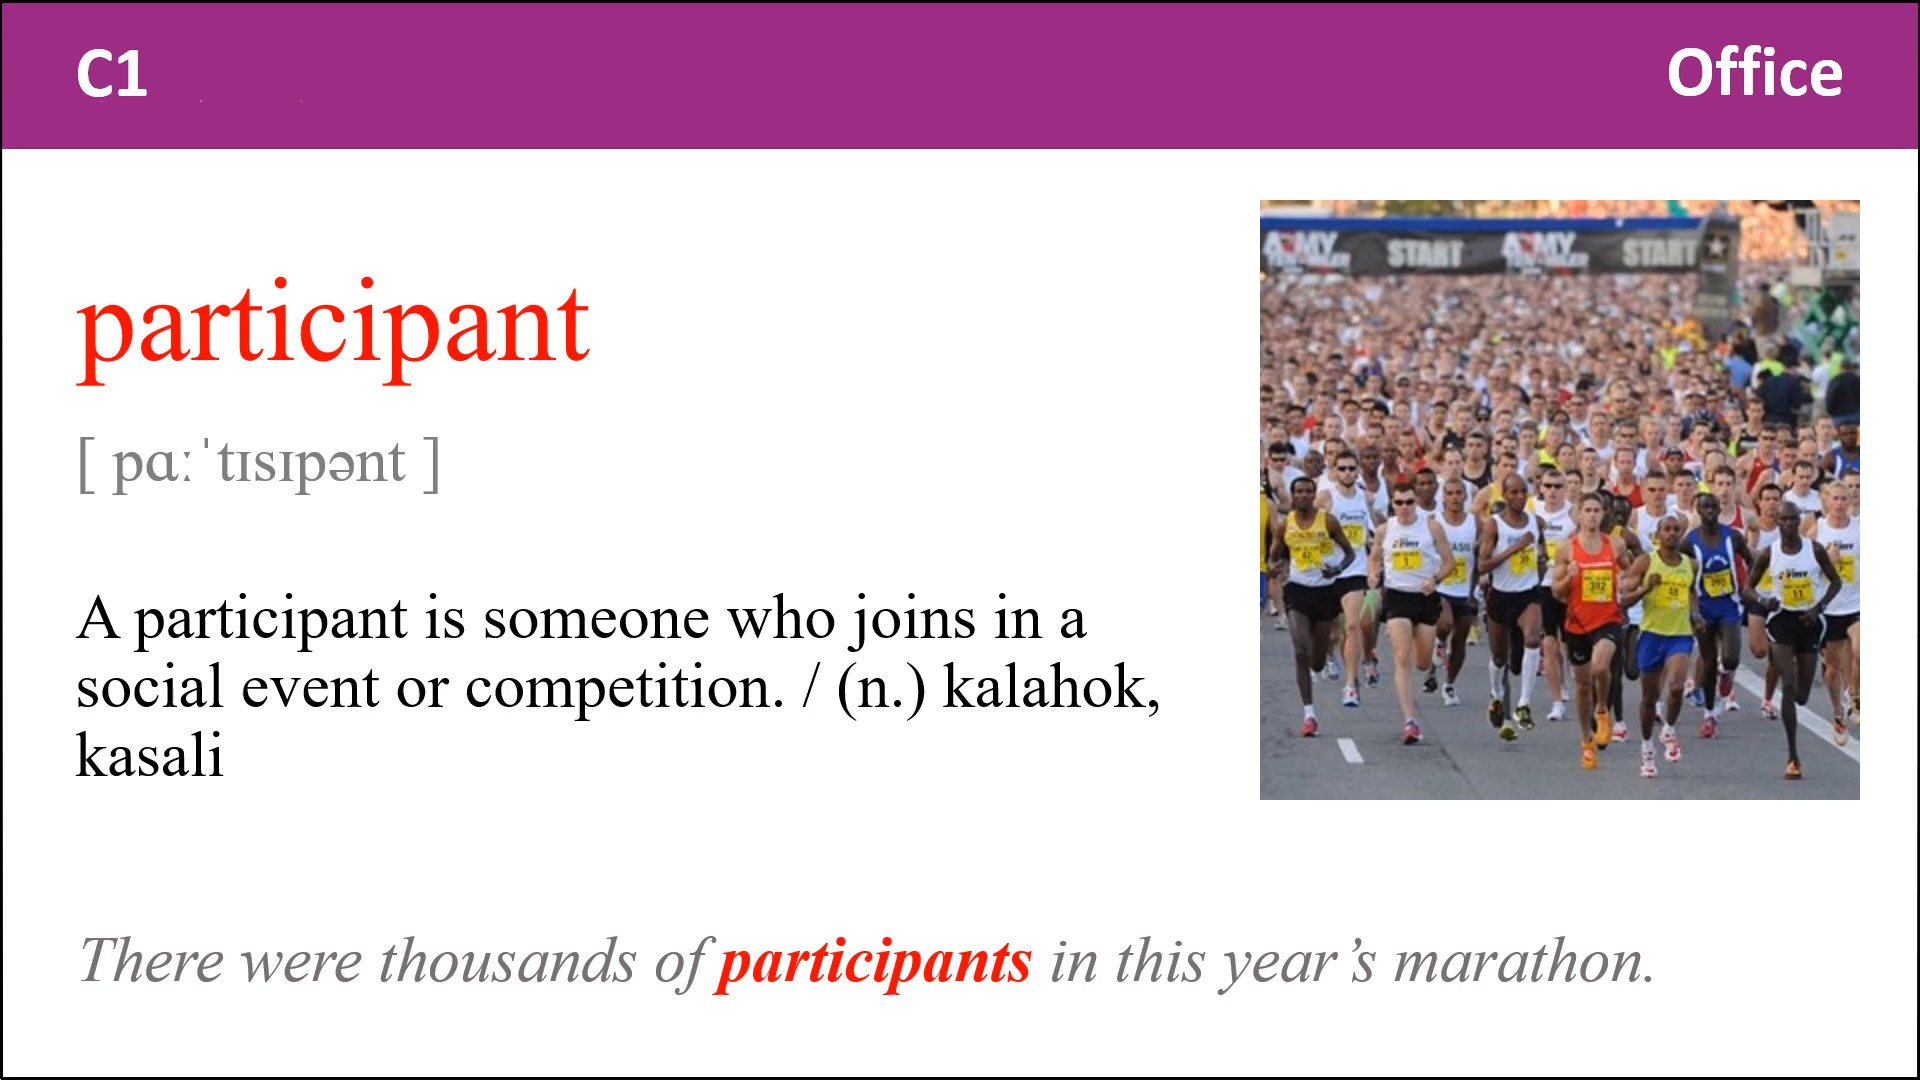 C1
Office
participant
[ pɑːˈtɪsɪpənt ]
A participant is someone who joins in a
social event or competition. / (n.) kalahok,
kasali
START
START
There were thousands of participants in this year’s marathon.